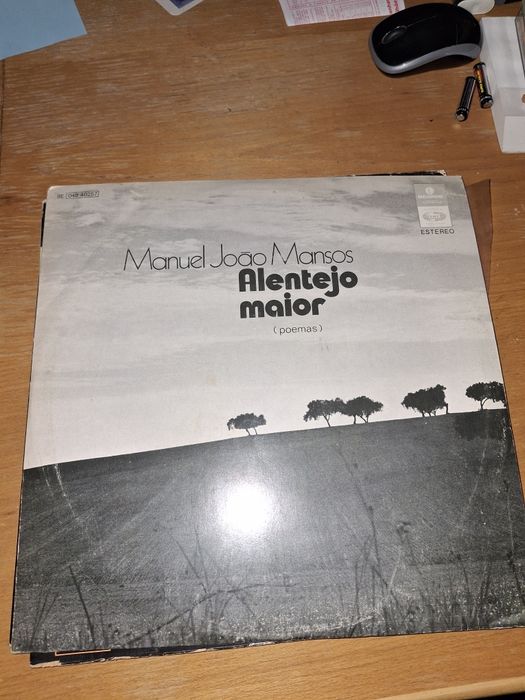 Manuel João Mansos
Alentejo
maior
(poemas)
ESTEREO